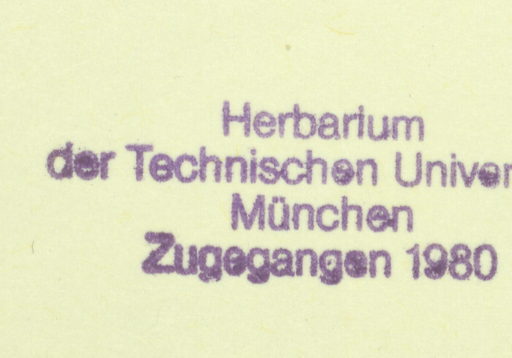 Herbarium
der Technischen Univer
München
Zugegangen 1980